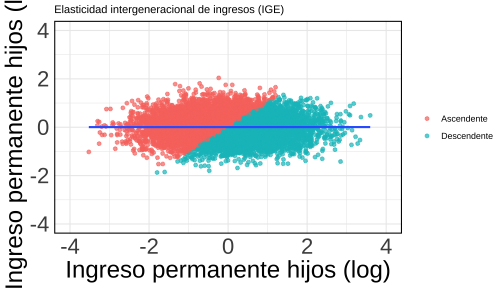 Elasticidad intergeneracional de ingresos (IGE)
Ingreso permanente hijos (l
4
2
0
-2
-4
-4
-2
0
2
4
Ingreso permanente hijos (log)
Ascendente
Descendente